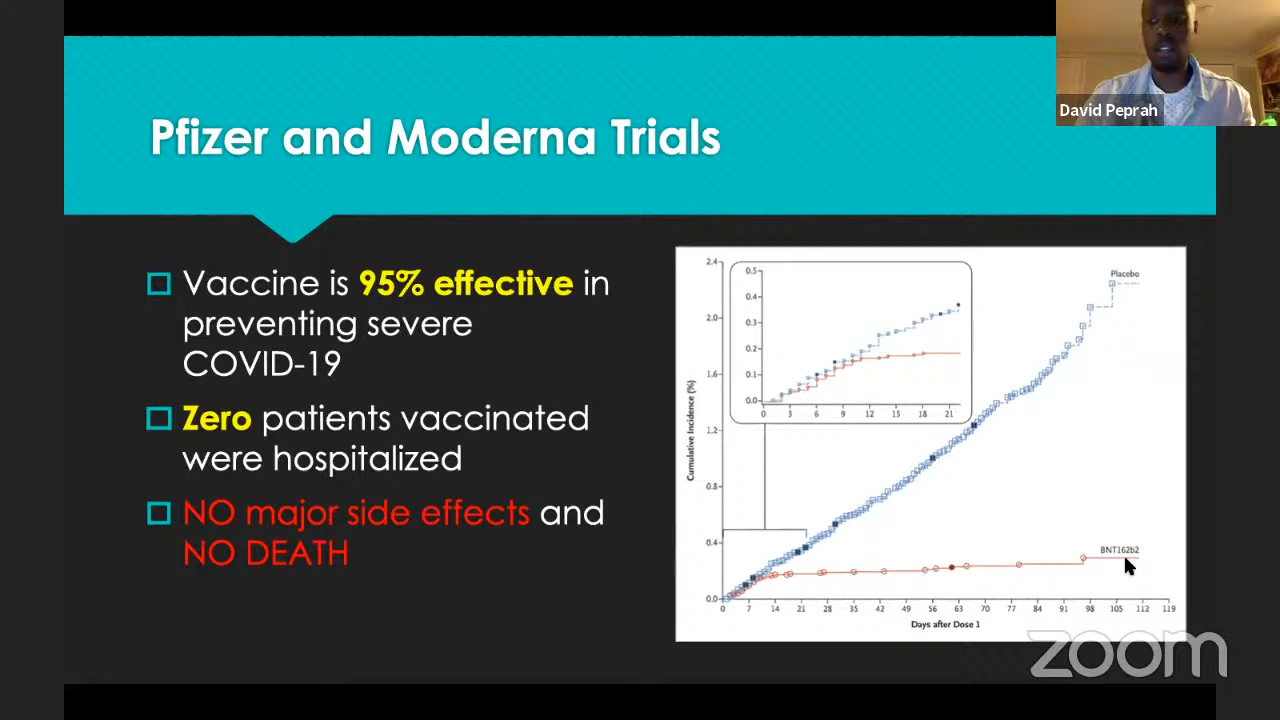 David Peprah
Pfizer and Moderna Trials
Vaccine is 95% effective in
preventing severe
COVID-19
Zero patients vaccinated
were hospitalized
NO major side effects and
NO DEATH
2.4
2.0
1.6
1.2
0.8
0.4
0.0
Cumulative Incidence (%)
0.5
0.4
0.3
0.2
0.1
0.0
0 3 6 9 12 15 18 21
Placebo
BNT162b2
0 7 14 21 28 35 42 49 56 63 70 77 84 91 98 105 112 119
Days after Dose 1
zoom